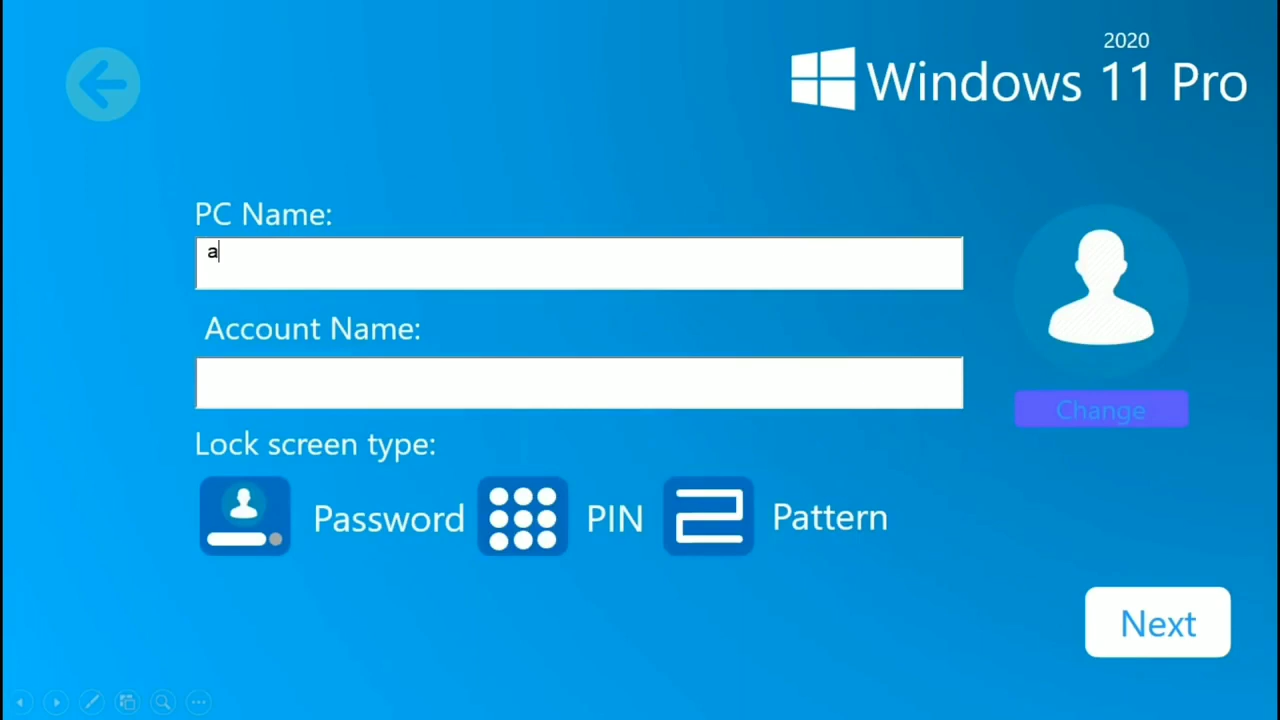 2020
Windows 11 Pro
PC Name:
a
Account Name:
Change
Lock screen type:
Password PIN Pattern
Next